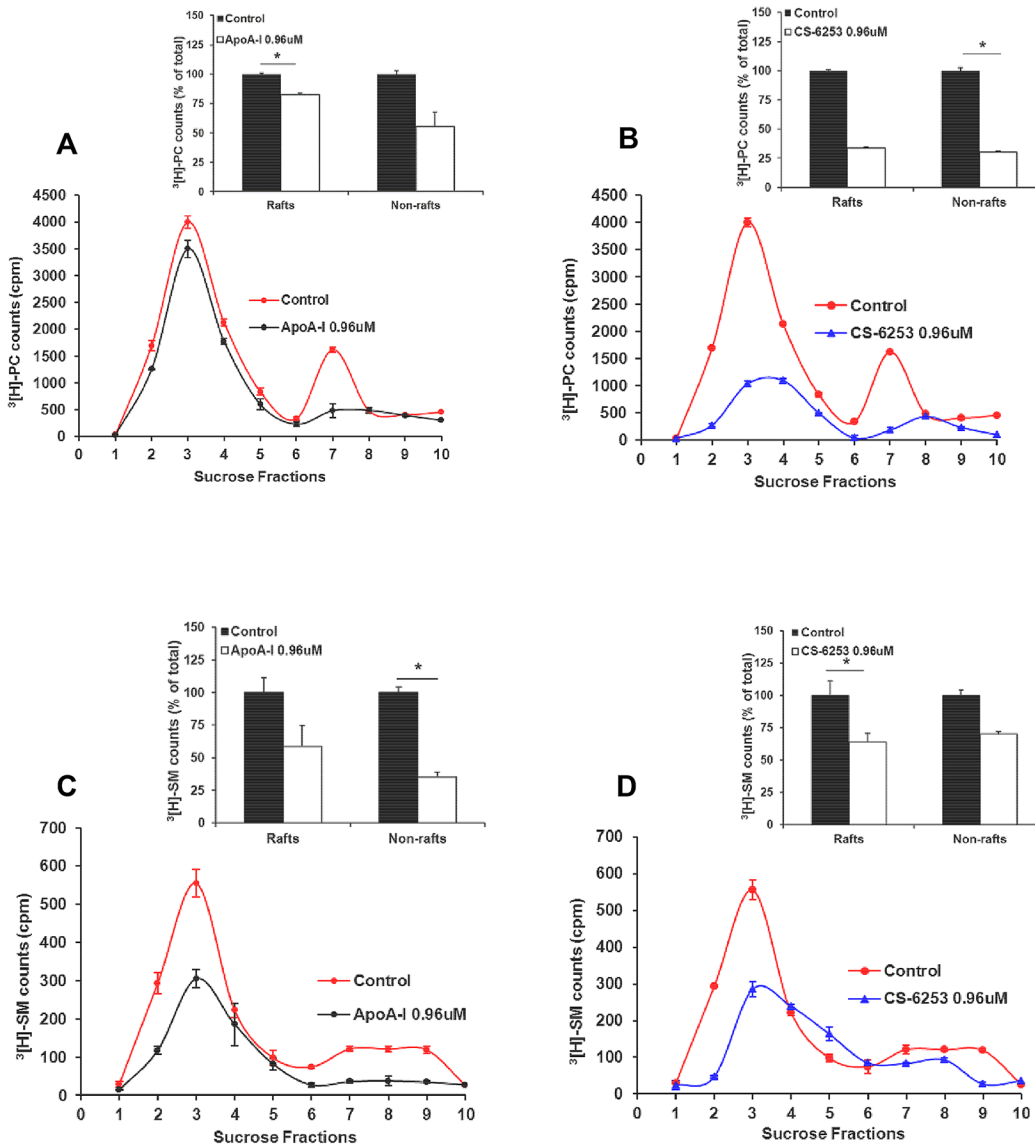 Control
ApoA-I 0.96uM
*
150
125
100
75
50
25
0
³[H]-PC counts (% of total)
Rafts
Non-rafts
A
4500
4000
3500
3000
2500
2000
1500
1000
500
0
³[H]-PC counts (cpm)
Control
ApoA-I 0.96uM
0 1 2 3 4 5 6 7 8 9 10
Sucrose Fractions
Control
CS-6253 0.96uM
*
150
125
100
75
50
25
0
³[H]-PC counts (% of total)
Rafts
Non-rafts
B
4500
4000
3500
3000
2500
2000
1500
1000
500
0
³[H]-PC counts (cpm)
Control
CS-6253 0.96uM
0 1 2 3 4 5 6 7 8 9 10
Sucrose Fractions
Control
ApoA-I 0.96uM
*
150
125
100
75
50
25
0
³[H]-SM counts (% of total)
Rafts
Non-rafts
C
700
600
500
400
300
200
100
0
³[H]-SM counts (cpm)
Control
ApoA-I 0.96uM
0 1 2 3 4 5 6 7 8 9 10
Sucrose Fractions
Control
CS-6253 0.96uM
*
150
125
100
75
50
25
0
³[H]-SM counts (% of total)
Rafts
Non-rafts
D
700
600
500
400
300
200
100
0
³[H]-SM counts (cpm)
Control
CS-6253 0.96uM
0 1 2 3 4 5 6 7 8 9 10
Sucrose Fractions